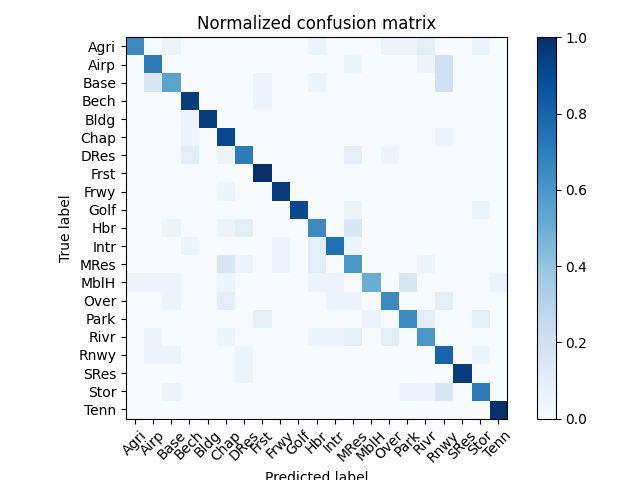 Normalized confusion matrix
True label
Agri
Airp
Base
Bech
Bldg
Chap
DRes
Frst
Frwy
Golf
Hbr
Intr
MRes
MblH
Over
Park
Rivr
Rnwy
SRes
Stor
Tenn
Agri
Airp
Base
Bech
Bldg
Chap
DRes
Frst
Frwy
Golf
Hbr
Intr
MRes
MblH
Over
Park
Rivr
Rnwy
SRes
Stor
Tenn
Predicted label
1.0
0.8
0.6
0.4
0.2
0.0